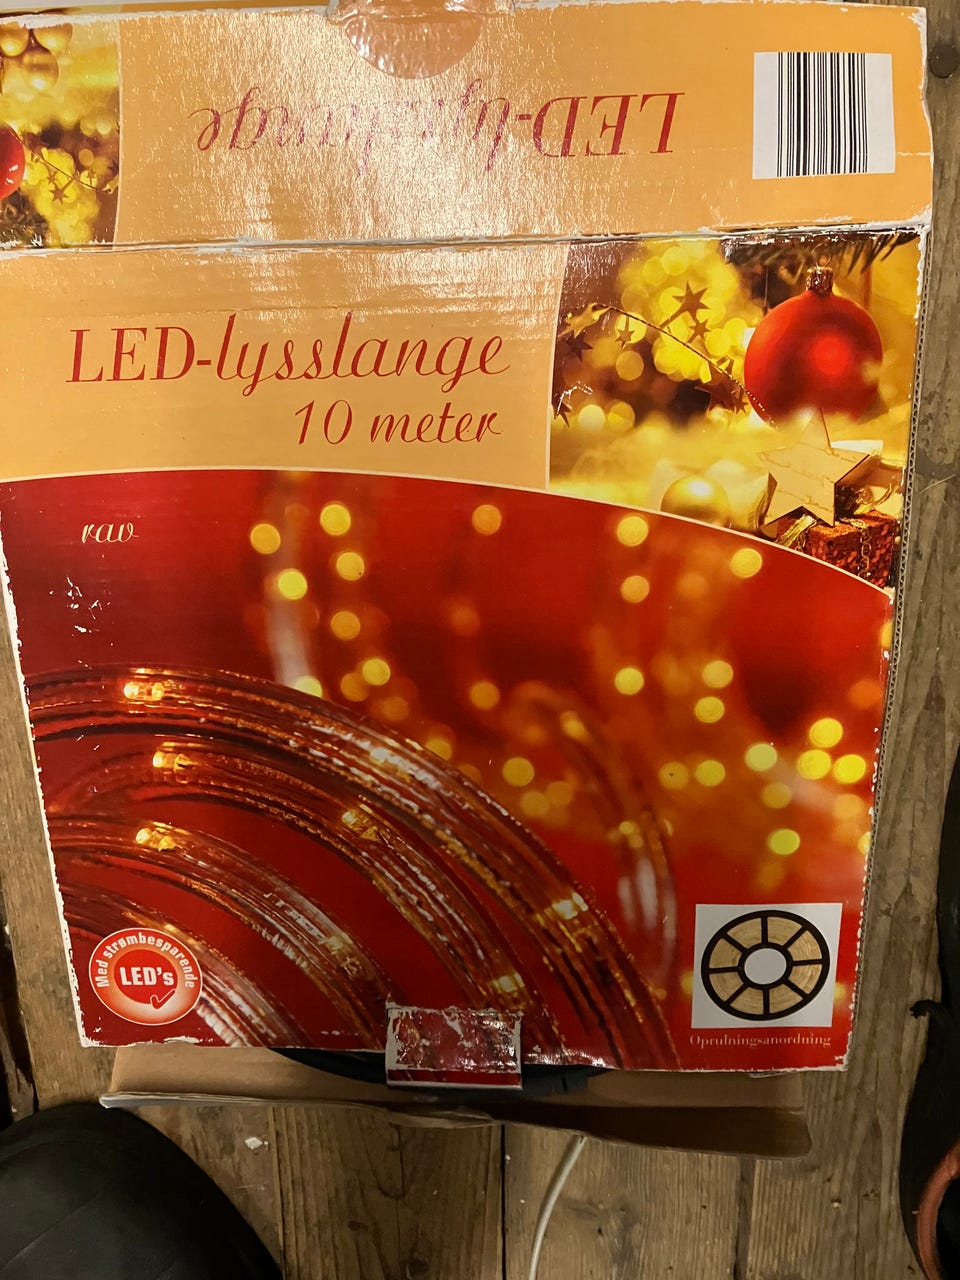 LED-lysslange
LED-lysslange
10 meter
rav
Med strømbesparende
LED's
Oprulningsanordning